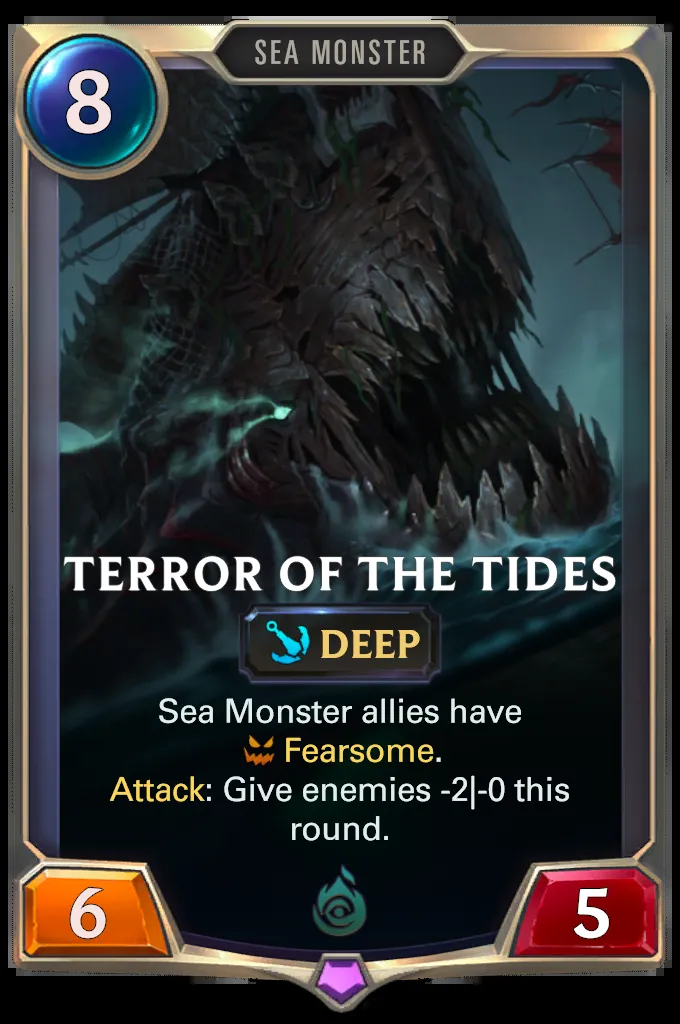 SEA MONSTER
8
TERROR OF THE TIDES
DEEP
Sea Monster allies have
Fearsome.
Attack: Give enemies -2|-0 this
round.
6
5